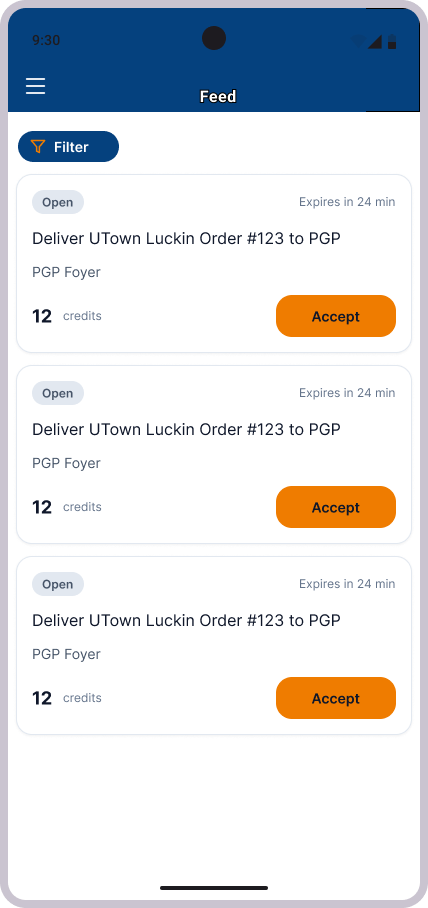 9:30
Feed
Filter
Open
Expires in 24 min
Deliver UTown Luckin Order #123 to PGP
PGP Foyer
12 credits
Accept
Open
Expires in 24 min
Deliver UTown Luckin Order #123 to PGP
PGP Foyer
12 credits
Accept
Open
Expires in 24 min
Deliver UTown Luckin Order #123 to PGP
PGP Foyer
12 credits
Accept